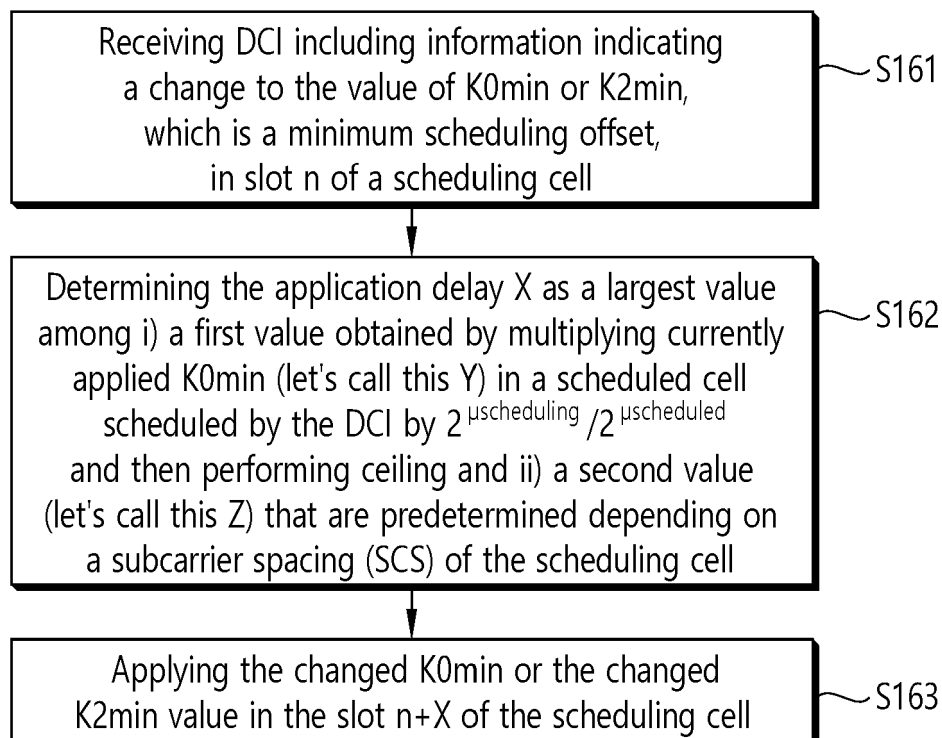 Receiving DCI including information indicating
a change to the value of K0min or K2min,
which is a minimum scheduling offset,
in slot n of a scheduling cell
S161
Determining the application delay X as a largest value
among i) a first value obtained by multiplying currently
applied K0min (let's call this Y) in a scheduled cell
scheduled by the DCI by 2^μscheduling /2^μscheduled
and then performing ceiling and ii) a second value
(let's call this Z) that are predetermined depending on
a subcarrier spacing (SCS) of the scheduling cell
S162
Applying the changed K0min or the changed
K2min value in the slot n+X of the scheduling cell
S163